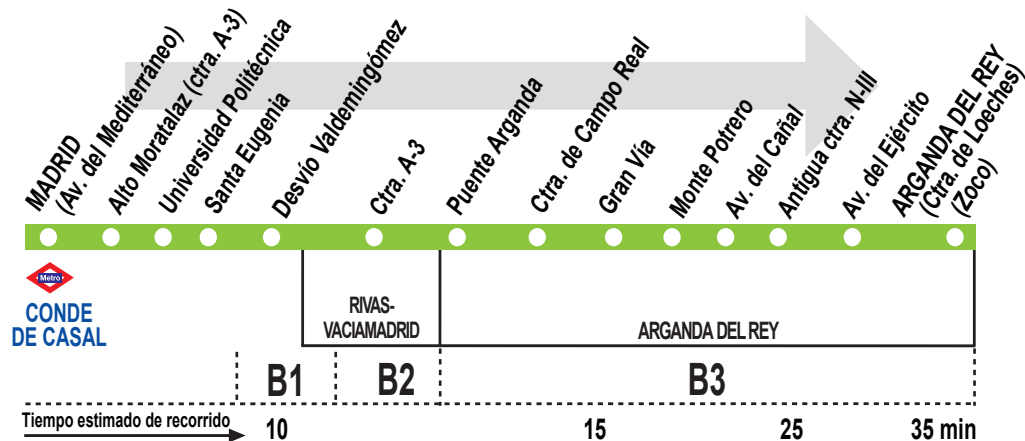 MADRID
(Av. del Mediterráneo)
Alto Moratalaz (ctra. A-3)
Universidad Politécnica
Santa Eugenia
Desvío Valdemingómez
Ctra. A-3
Puente Arganda
Ctra. de Campo Real
Gran Vía
Monte Potrero
Av. del Cañal
Antigua ctra. N-III
Av. del Ejército
ARGANDA DEL REY
(Ctra. de Loeches)
(Zoco)
Metro
CONDE
DE CASAL
RIVAS-
VACIAMADRID
ARGANDA DEL REY
B1 B2 B3
Tiempo estimado de recorrido 10 15 25 35 min